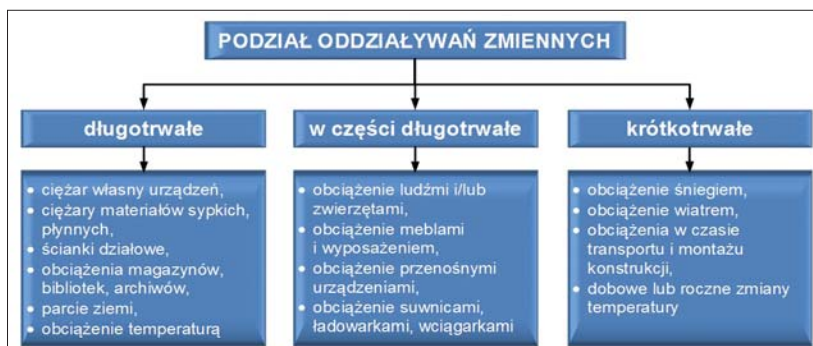 PODZIAŁ ODDZIAŁYWAŃ ZMIENNYCH
długotrwałe
• ciężar własny urządzeń,
• ciężary materiałów sypkich,
płynnych,
• ścianki działowe,
• obciążenia magazynów,
bibliotek, archiwów,
• parcie ziemi,
• obciążenie temperaturą
w części długotrwałe
• obciążenie ludźmi i/lub
zwierzętami,
• obciążenie meblami
i wyposażeniem,
• obciążenie przenośnymi
urządzeniami,
• obciążenie suwnicami,
ładowarkami, wciągarkami
krótkotrwałe
• obciążenie śniegiem,
• obciążenie wiatrem,
• obciążenia w czasie
transportu i montażu
konstrukcji,
• dobowe lub roczne zmiany
temperatury